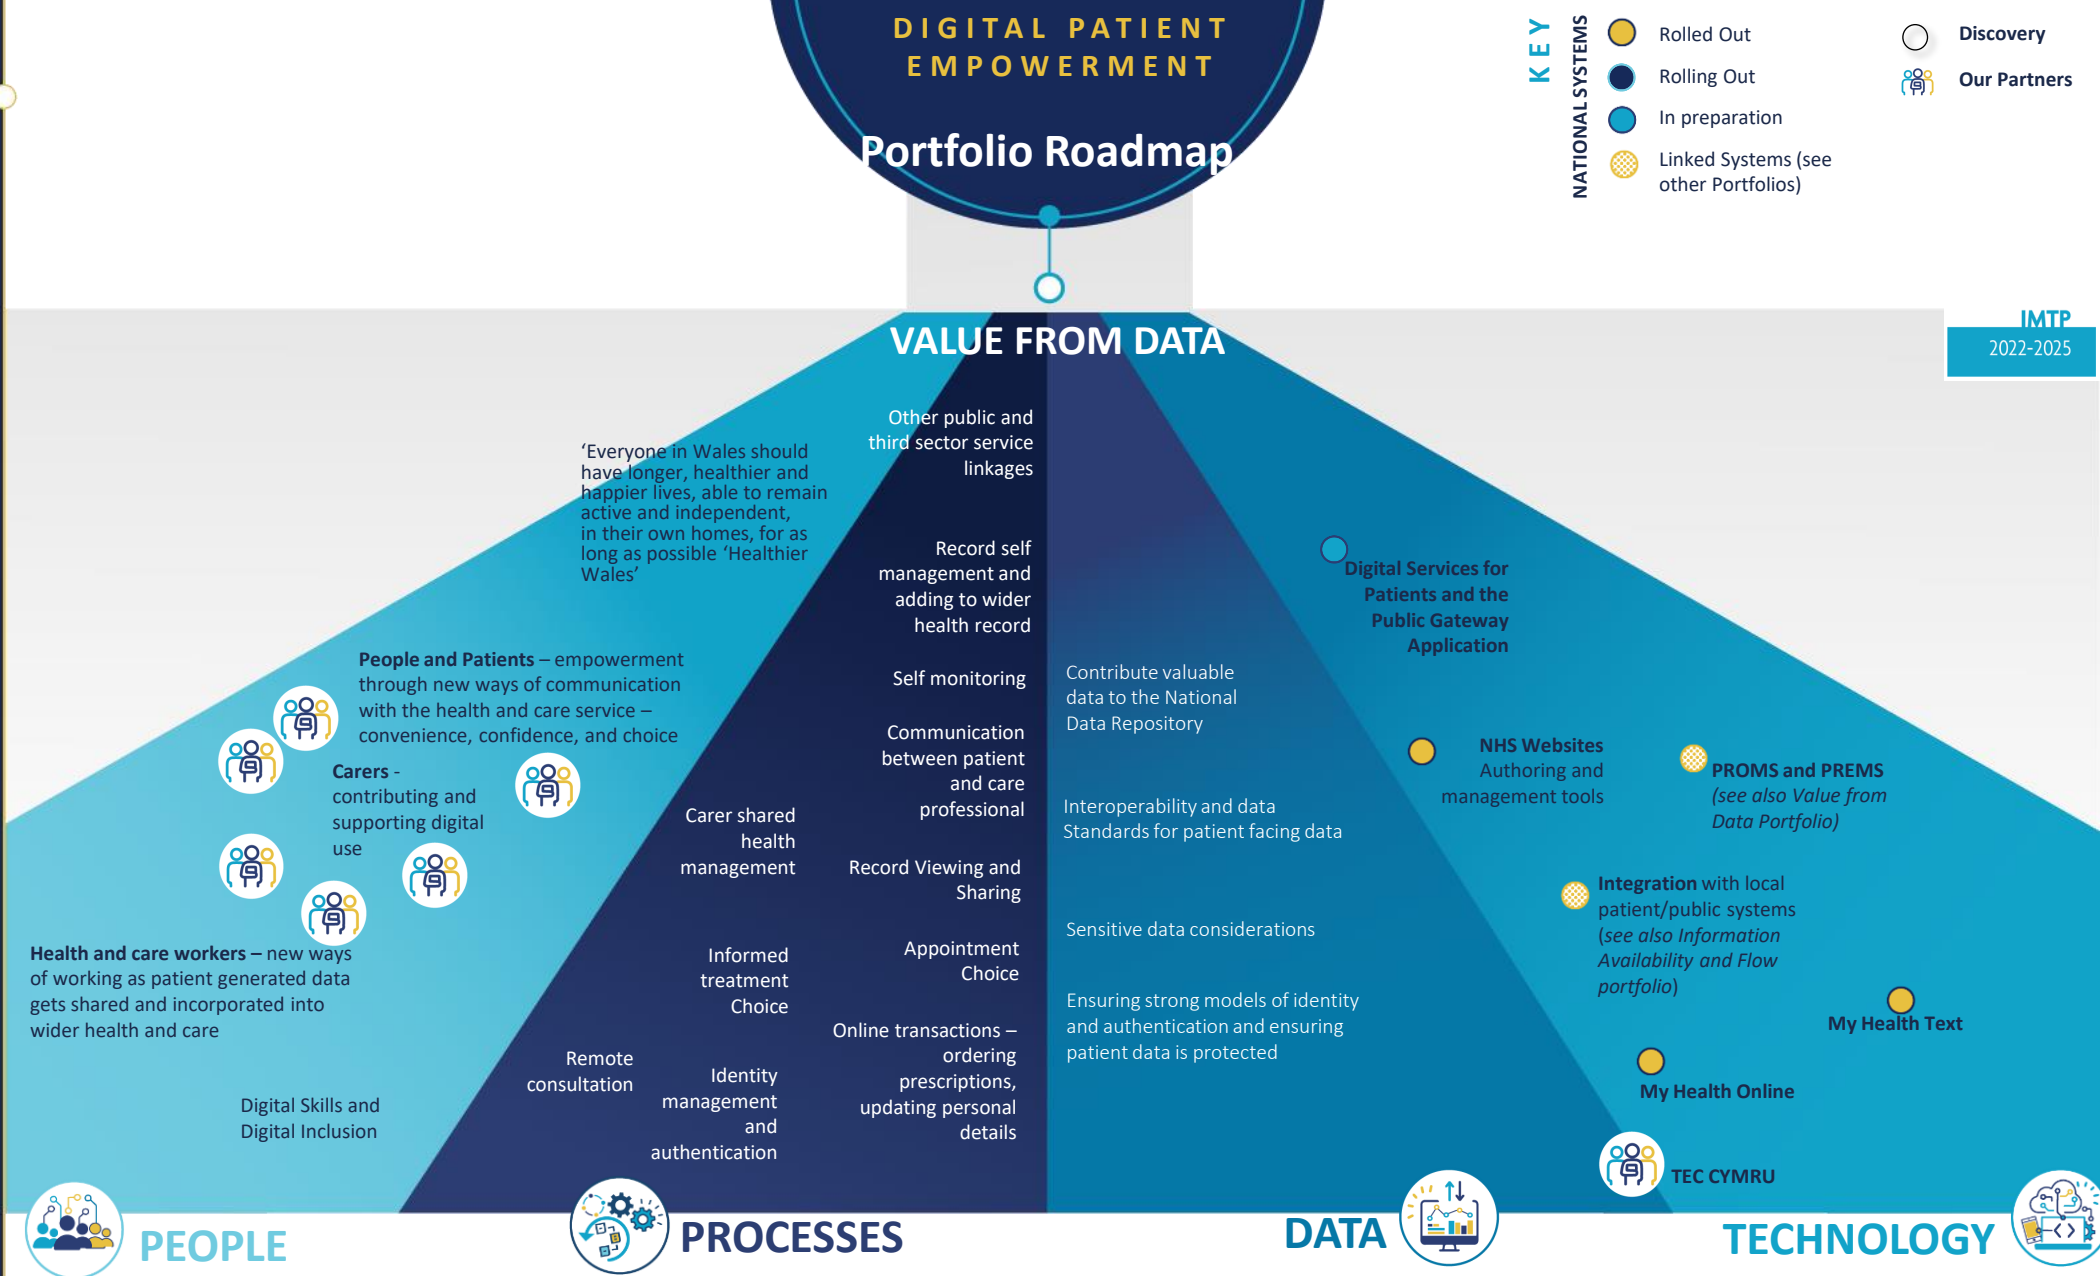 DIGITAL PATIENT
EMPOWERMENT
Portfolio Roadmap
KEY
NATIONAL SYSTEMS
Rolled Out
Rolling Out
In preparation
Linked Systems (see
other Portfolios)
Discovery
Our Partners
IMTP
2022-2025
VALUE FROM DATA
‘Everyone in Wales should
have longer, healthier and
happier lives, able to remain
active and independent,
in their own homes, for as
long as possible ‘Healthier
Wales’
People and Patients – empowerment
through new ways of communication
with the health and care service –
convenience, confidence, and choice
Carers -
contributing and
supporting digital
use
Health and care workers – new ways
of working as patient generated data
gets shared and incorporated into
wider health and care
Digital Skills and
Digital Inclusion
Other public and
third sector service
linkages
Record self
management and
adding to wider
health record
Self monitoring
Communication
between patient
and care
professional
Carer shared
health
management
Record Viewing and
Sharing
Informed
treatment
Choice
Appointment
Choice
Remote
consultation
Identity
management
and
authentication
Online transactions –
ordering
prescriptions,
updating personal
details
Contribute valuable
data to the National
Data Repository
Interoperability and data
Standards for patient facing data
Sensitive data considerations
Ensuring strong models of identity
and authentication and ensuring
patient data is protected
Digital Services for
Patients and the
Public Gateway
Application
NHS Websites
Authoring and
management tools
PROMS and PREMS
(see also Value from
Data Portfolio)
Integration with local
patient/public systems
(see also Information
Availability and Flow
portfolio)
My Health Text
My Health Online
TEC CYMRU
PEOPLE
PROCESSES
DATA
TECHNOLOGY